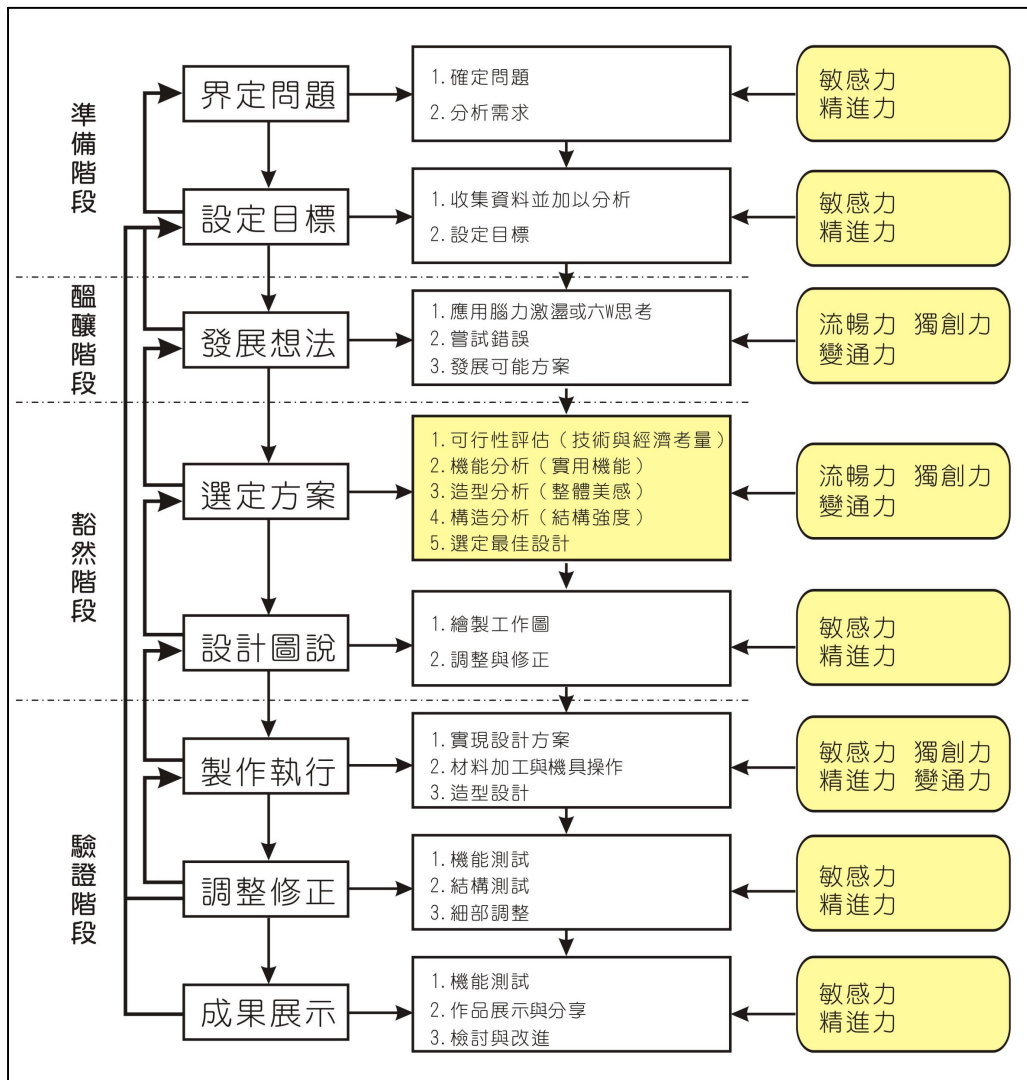 準備階段
界定問題
1. 確定問題
2. 分析需求
敏感力
精進力
設定目標
1. 收集資料並加以分析
2. 設定目標
敏感力
精進力
醞釀階段
發展想法
1. 應用腦力激盪或六W思考
2. 嘗試錯誤
3. 發展可能方案
流暢力 獨創力
變通力
豁然階段
選定方案
1. 可行性評估（技術與經濟考量）
2. 機能分析（實用機能）
3. 造型分析（整體美感）
4. 構造分析（結構強度）
5. 選定最佳設計
流暢力 獨創力
變通力
設計圖說
1. 繪製工作圖
2. 調整與修正
敏感力
精進力
驗證階段
製作執行
1. 實現設計方案
2. 材料加工與機具操作
3. 造型設計
敏感力 獨創力
精進力 變通力
調整修正
1. 機能測試
2. 結構測試
3. 細部調整
敏感力
精進力
成果展示
1. 機能測試
2. 作品展示與分享
3. 檢討與改進
敏感力
精進力